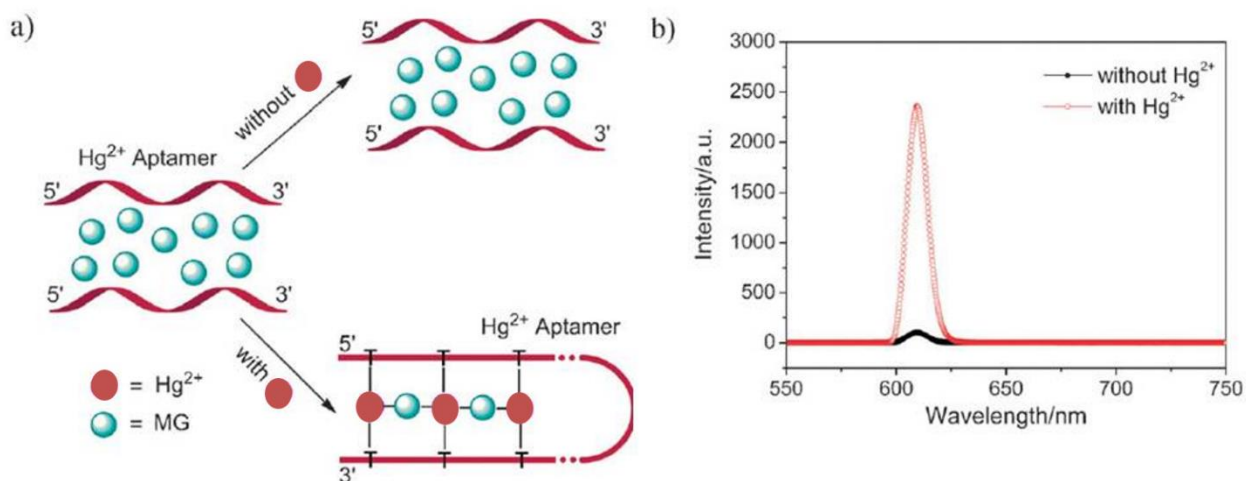 a)
5'
3'
5'
3'
without
Hg²⁺ Aptamer
5'
3'
5'
3'
with
= Hg²⁺
= MG
Hg²⁺ Aptamer
5'
T T T
T T T
3'
b)
3000
2500
2000
1500
1000
500
0
Intensity/a.u.
without Hg²⁺
with Hg²⁺
550 600 650 700 750
Wavelength/nm